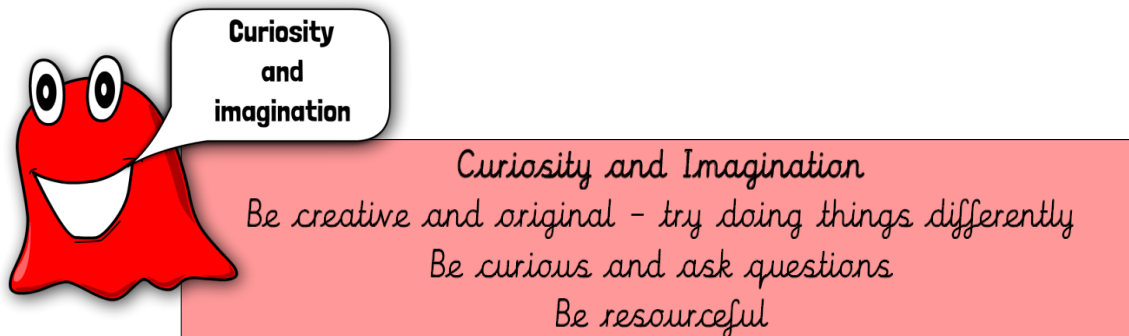 Curiosity
and
imagination
Curiosity and Imagination
Be creative and original - try doing things differently
Be curious and ask questions
Be resourceful